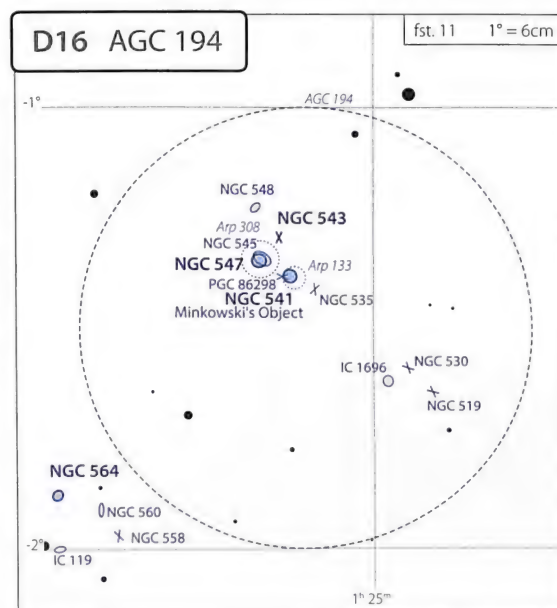 D16 AGC 194
fst. 11 1° = 6cm
-1°
AGC 194
NGC 548
Arp 308
NGC 543
NGC 545
NGC 547
Arp 133
PGC 86298
NGC 541
NGC 535
Minkowski's Object
IC 1696
NGC 530
NGC 519
NGC 564
NGC 560
NGC 558
-2°
IC 119
1ʰ 25ᵐ